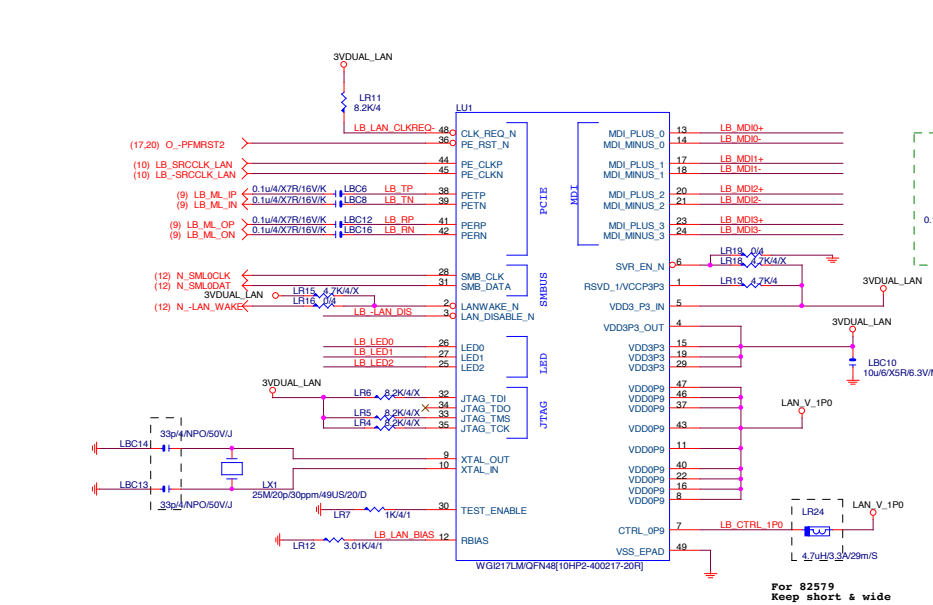 3VDUAL_LAN
LR11
8.2K/4
LU1
LB_LAN_CLKREQ- 48 CLK_REQ_N MDI_PLUS_0 13 LB_MDI0+
(17,20) O_-PFMRST2 36 PE_RST_N MDI_MINUS_0 14 LB_MDI0-
(10) LB_SRCCLK_LAN 44 PE_CLKP MDI_PLUS_1 17 LB_MDI1+
(10) LB_-SRCCLK_LAN 45 PE_CLKN MDI_MINUS_1 18 LB_MDI1-
PCIE
MDI
(9) LB_ML_IP 0.1u/4/X7R/16V/K LBC6 LB_TP 38 PETP MDI_PLUS_2 20 LB_MDI2+
(9) LB_ML_IN 0.1u/4/X7R/16V/K LBC8 LB_TN 39 PETN MDI_MINUS_2 21 LB_MDI2-
(9) LB_ML_OP 0.1u/4/X7R/16V/K LBC12 LB_RP 41 PERP MDI_PLUS_3 23 LB_MDI3+
(9) LB_ML_ON 0.1u/4/X7R/16V/K LBC16 LB_RN 42 PERN MDI_MINUS_3 24 LB_MDI3-
LR19 0/4
SVR_EN_N 6 LR18 4.7K/4/X
(12) N_SML0CLK 28 SMB_CLK
(12) N_SML0DAT 31 SMB_DATA RSVD_1/VCCP3P3 1 LR13 4.7K/4/X
SMBUS
3VDUAL_LAN LR15 4.7K/4/X
3VDUAL_LAN
(12) N_-LAN_WAKE LR16 0/4 2 LANWAKE_N VDD3_P3_IN 5
LB_-LAN_DIS 3 LAN_DISABLE_N
VDD3P3_OUT 4
3VDUAL_LAN
LB_LED0 26 LED0 VDD3P3 15
LB_LED1 27 LED1 VDD3P3 19
LB_LED2 25 LED2 VDD3P3 29
LED
LBC10
10u/6/X5R/6.3V/
3VDUAL_LAN
LR6 8.2K/4/X 32 JTAG_TDI VDD0P9 47
34 JTAG_TDO VDD0P9 46
LR5 8.2K/4/X 33 JTAG_TMS VDD0P9 37
LR4 8.2K/4/X 35 JTAG_TCK VDD0P9 43
JTAG
LAN_V_1P0
VDD0P9 11
33p/4/NPO/50V/J
LBC14
9 XTAL_OUT VDD0P9 40
10 XTAL_IN VDD0P9 22
LBC13 LX1 VDD0P9 16
25M/20p/30ppm/49US/20/D VDD0P9 8
33p/4/NPO/50V/J
LR7 1K/4/1 30 TEST_ENABLE
LR24
LAN_V_1P0
CTRL_0P9 7 LB_CTRL_1P0
LR12 3.01K/4/1 LB_LAN_BIAS 12 RBIAS
VSS_EPAD 49
4.7uH/3.3A/29m/S
WGI217LM/QFN48[10HP2-400217-20R]
For 82579
Keep short & wide